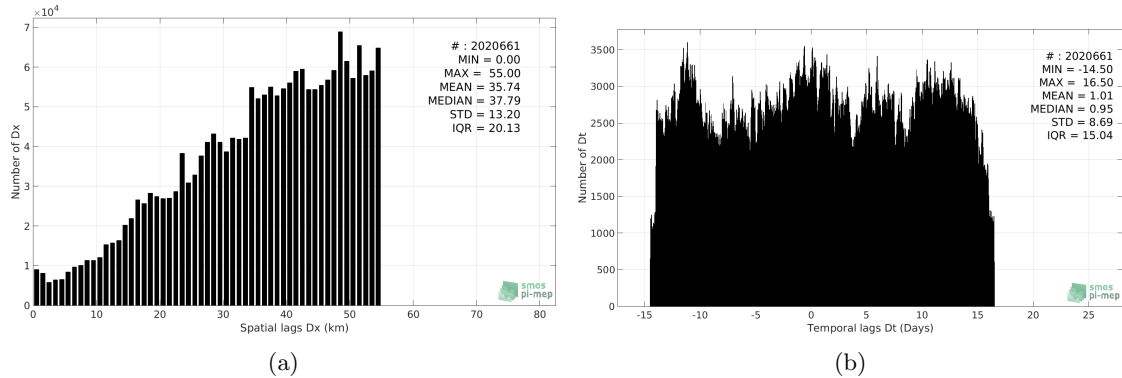 ×10⁴
7
6
5
4
3
2
1
0
Number of Dx
# : 2020661
MIN = 0.00
MAX = 55.00
MEAN = 35.74
MEDIAN = 37.79
STD = 13.20
IQR = 20.13
smos
pi-mep
0 10 20 30 40 50 60 70 80
Spatial lags Dx (km)
(a)
3500
3000
2500
2000
1500
1000
500
0
Number of Dt
# : 2020661
MIN = -14.50
MAX = 16.50
MEAN = 1.01
MEDIAN = 0.95
STD = 8.69
IQR = 15.04
smos
pi-mep
-15 -10 -5 0 5 10 15 20 25
Temporal lags Dt (Days)
(b)